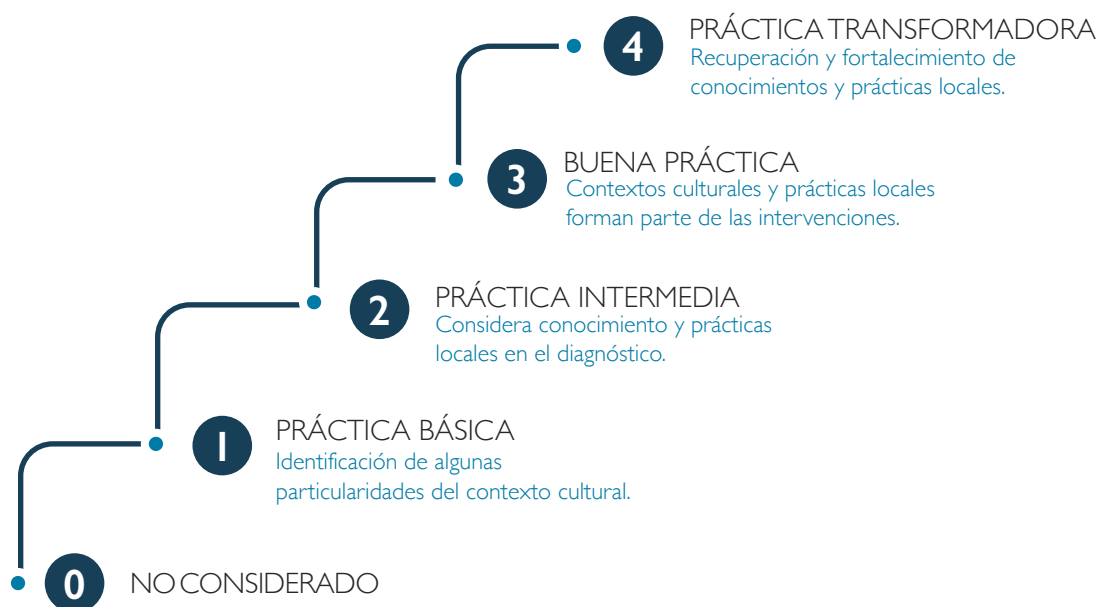 4 PRÁCTICA TRANSFORMADORA
Recuperación y fortalecimiento de
conocimientos y prácticas locales.
3 BUENA PRÁCTICA
Contextos culturales y prácticas locales
forman parte de las intervenciones.
2 PRÁCTICA INTERMEDIA
Considera conocimiento y prácticas
locales en el diagnóstico.
1 PRÁCTICA BÁSICA
Identificación de algunas
particularidades del contexto cultural.
0 NO CONSIDERADO